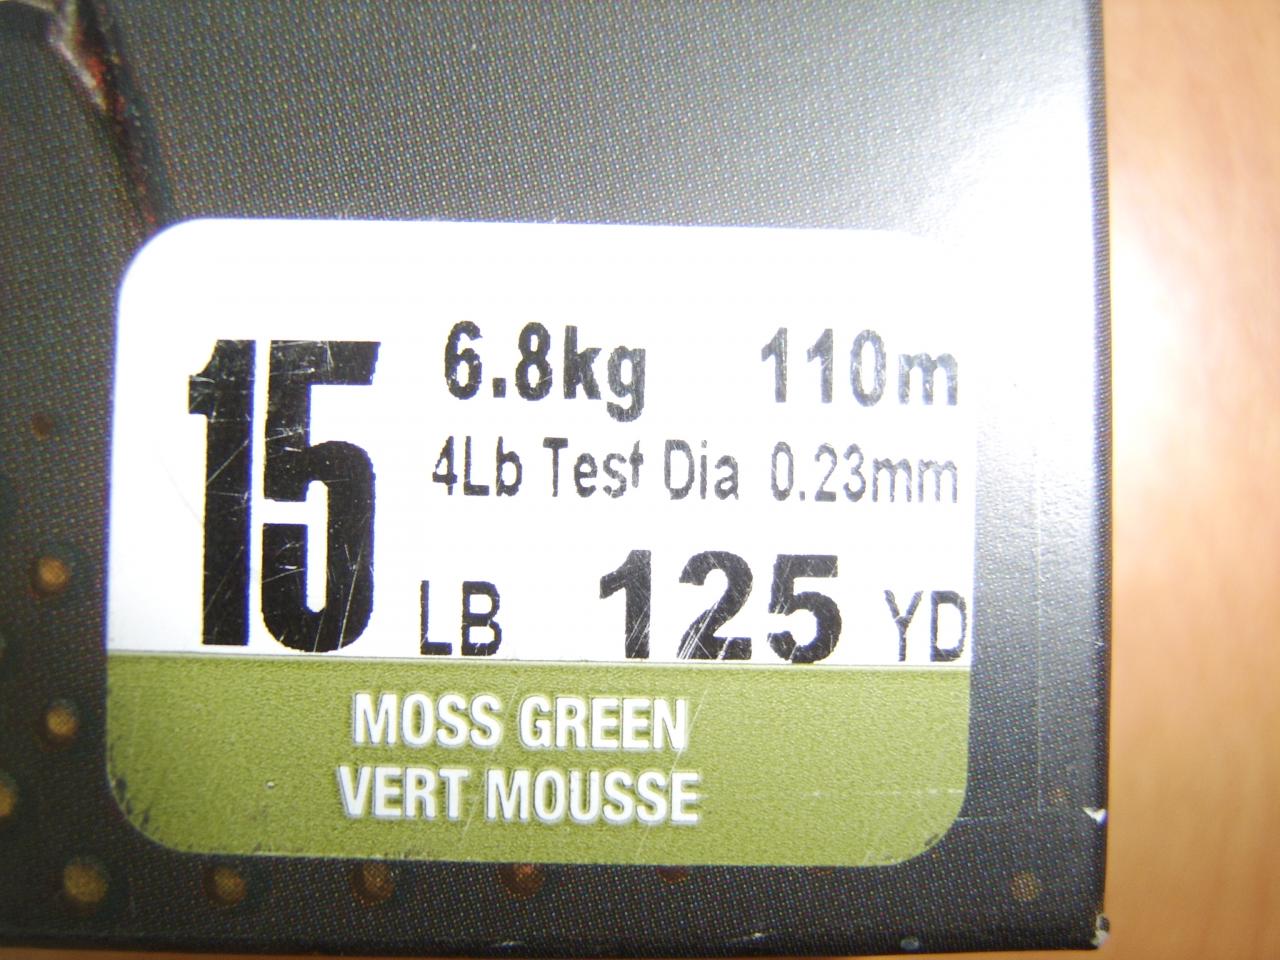 6.8kg 110m
4Lb Test Dia 0.23mm
15 LB 125 YD
MOSS GREEN
VERT MOUSSE